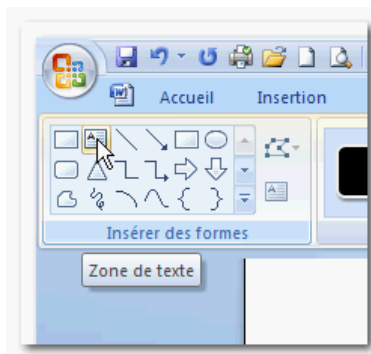 Accueil Insertion
Insérer des formes
Zone de texte